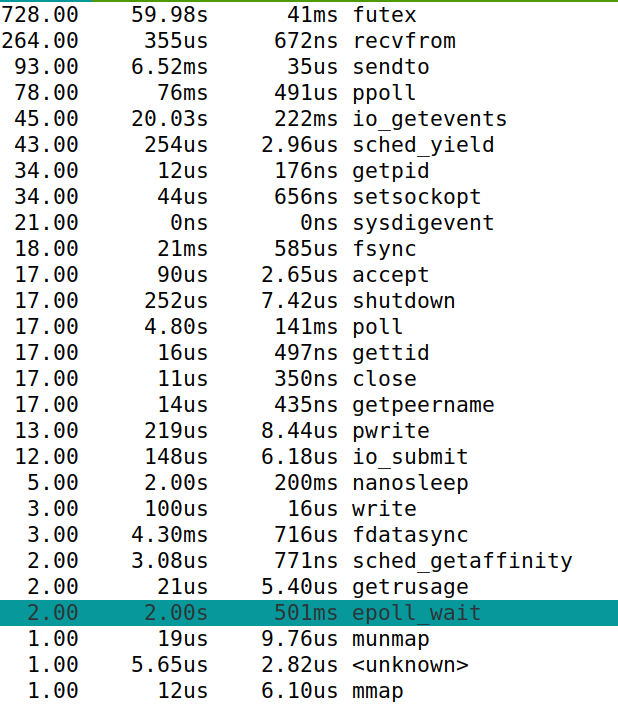 728.00 59.98s 41ms futex
264.00 355us 672ns recvfrom
93.00 6.52ms 35us sendto
78.00 76ms 491us ppoll
45.00 20.03s 222ms io_getevents
43.00 254us 2.96us sched_yield
34.00 12us 176ns getpid
34.00 44us 656ns setsockopt
21.00 0ns 0ns sysdigevent
18.00 21ms 585us fsync
17.00 90us 2.65us accept
17.00 252us 7.42us shutdown
17.00 4.80s 141ms poll
17.00 16us 497ns gettid
17.00 11us 350ns close
17.00 14us 435ns getpeername
13.00 219us 8.44us pwrite
12.00 148us 6.18us io_submit
5.00 2.00s 200ms nanosleep
3.00 100us 16us write
3.00 4.30ms 716us fdatasync
2.00 3.08us 771ns sched_getaffinity
2.00 21us 5.40us getrusage
2.00 2.00s 501ms epoll_wait
1.00 19us 9.76us munmap
1.00 5.65us 2.82us <unknown>
1.00 12us 6.10us mmap